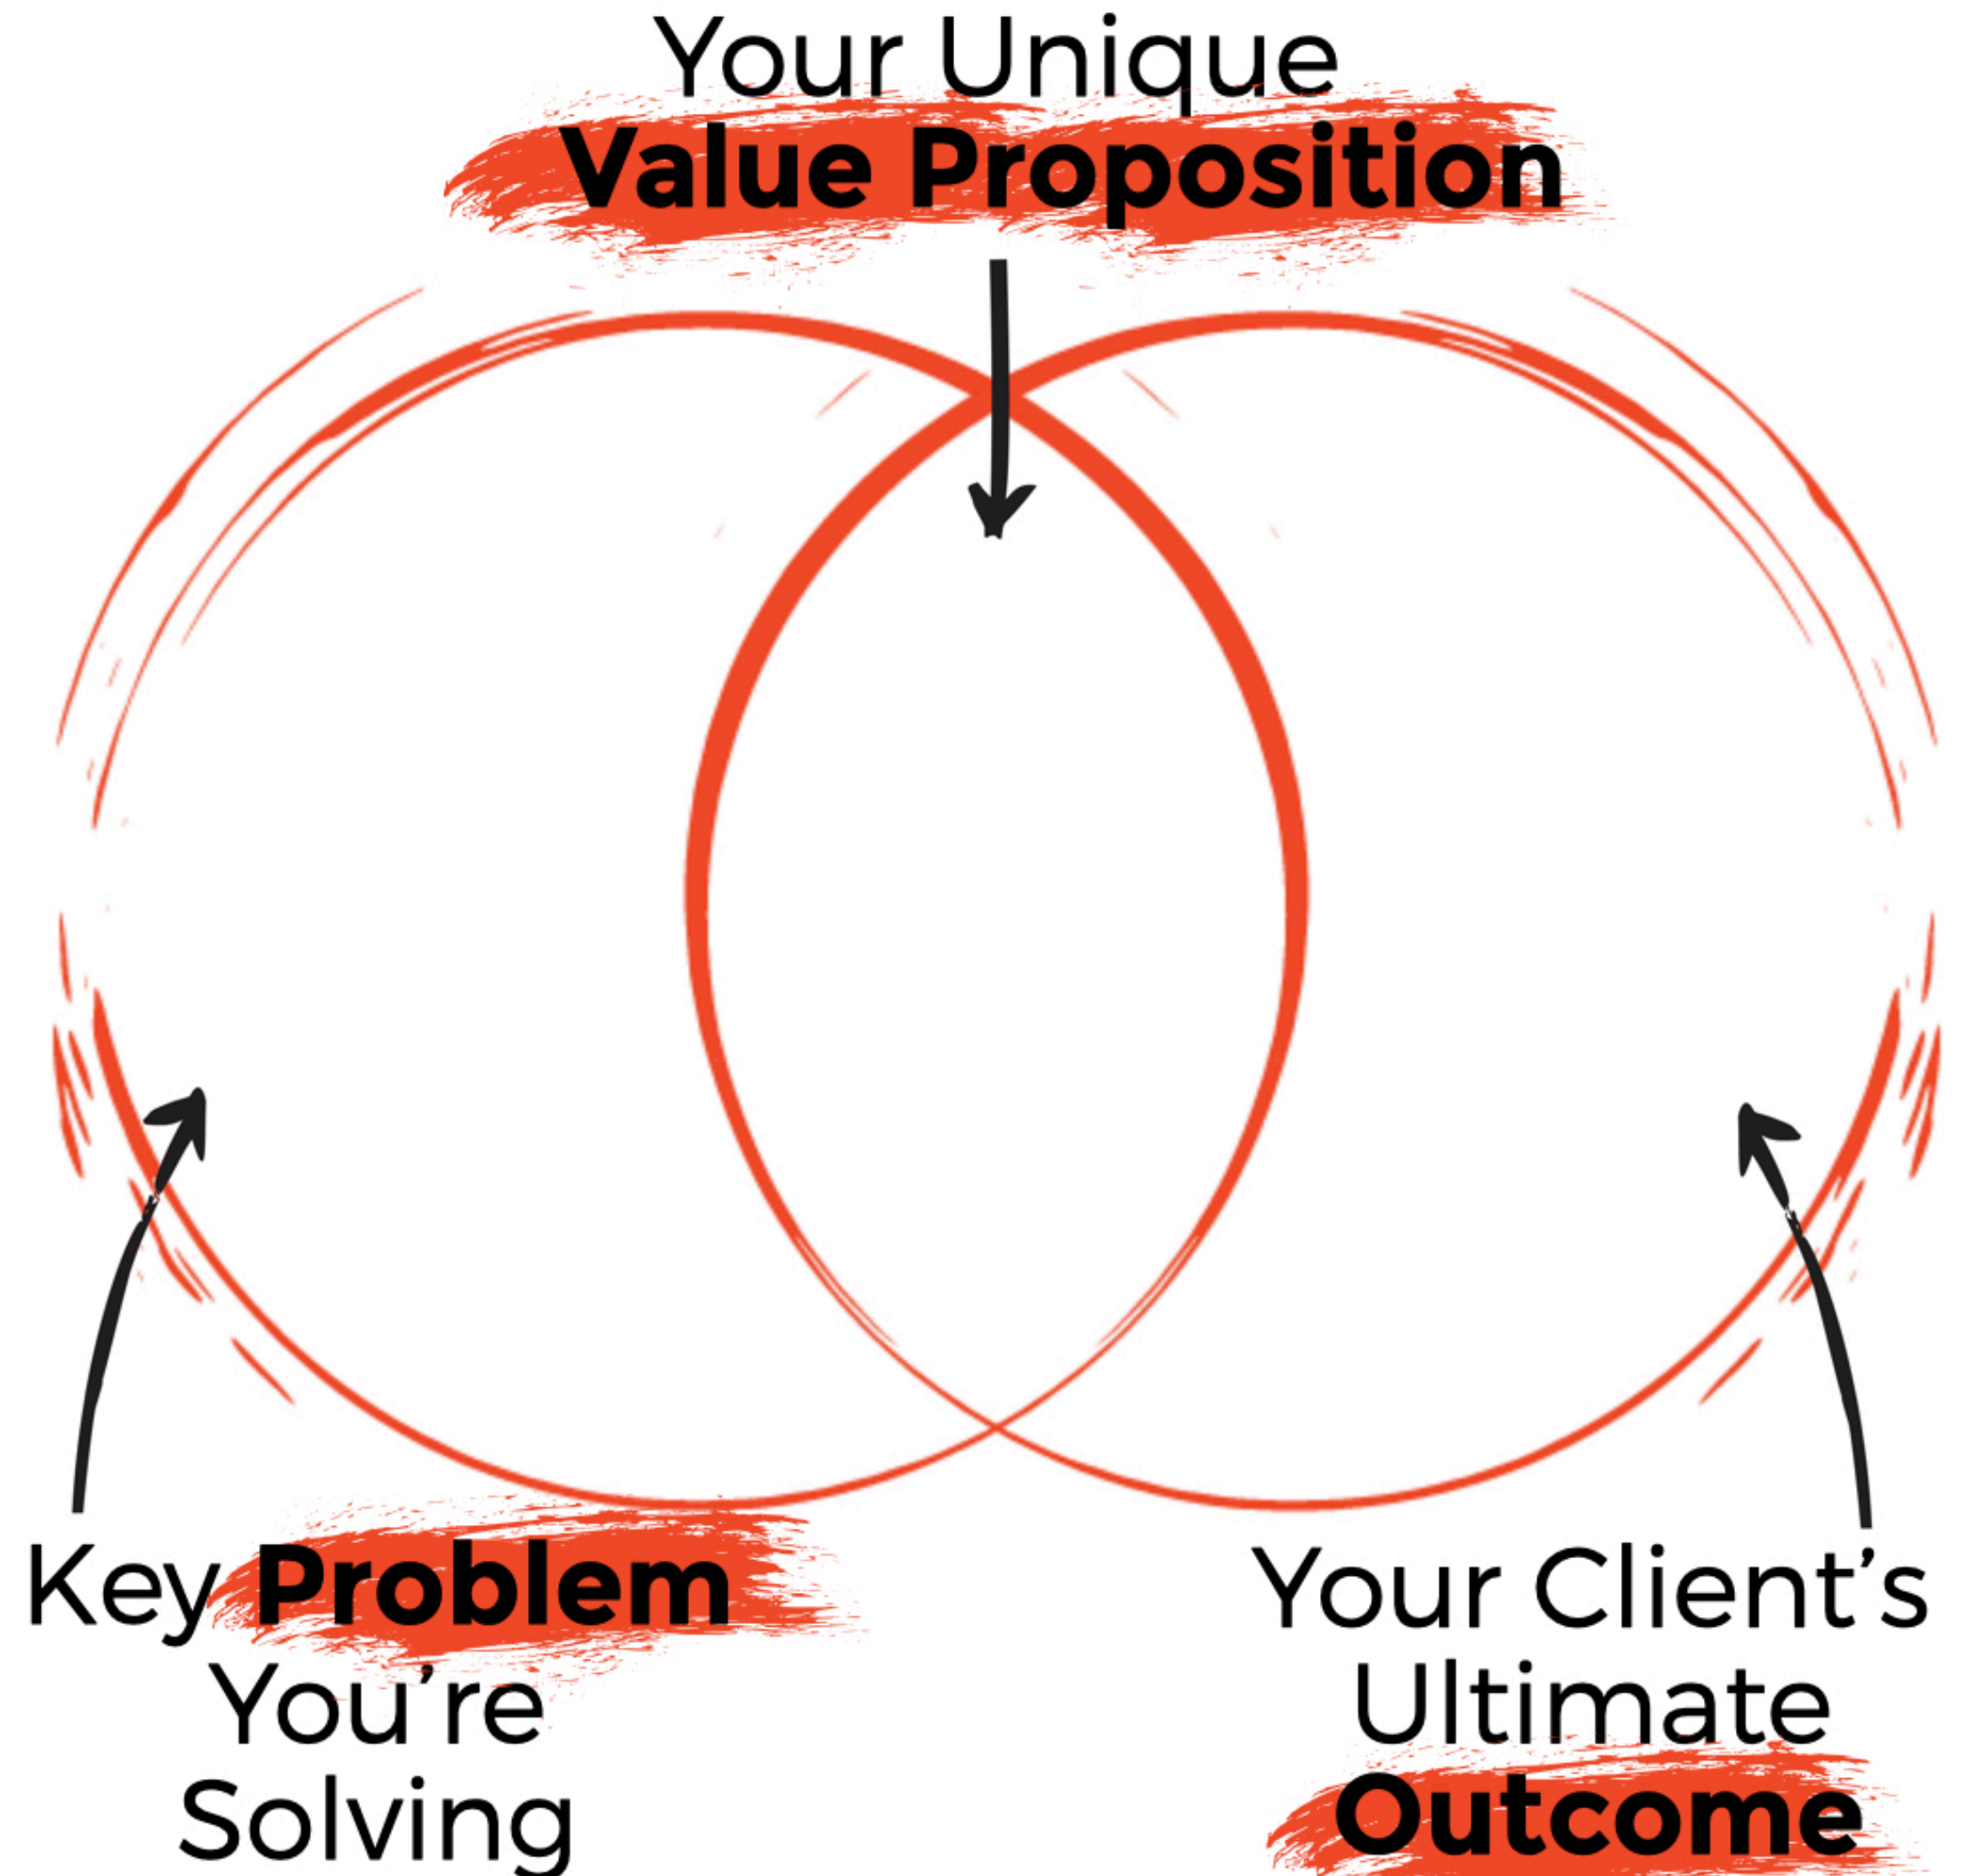 Your Unique
Value Proposition
Key Problem
You’re
Solving
Your Client’s
Ultimate
Outcome